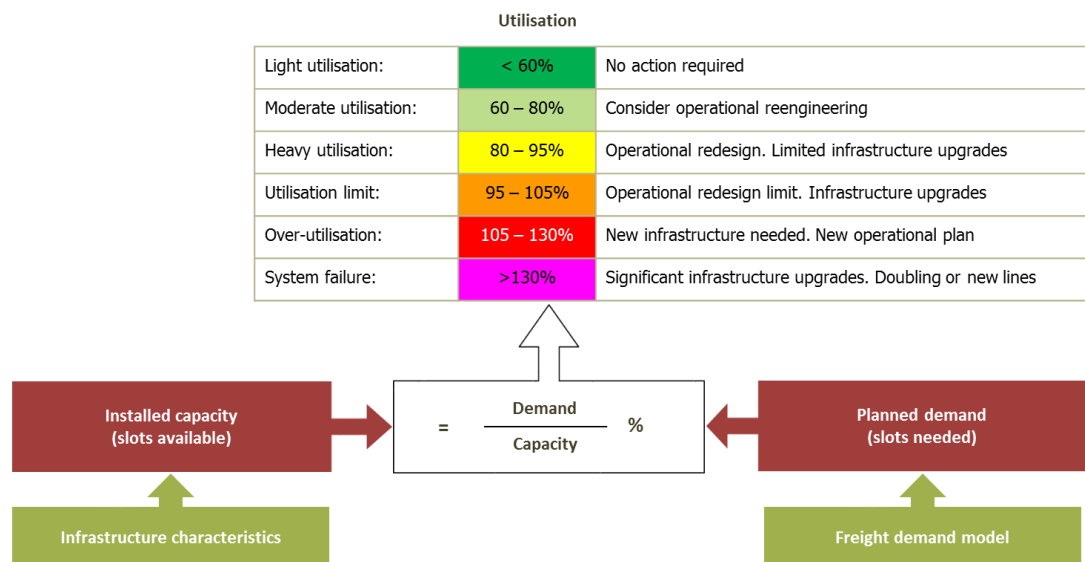 Utilisation
Light utilisation: < 60% No action required
Moderate utilisation: 60 – 80% Consider operational reengineering
Heavy utilisation: 80 – 95% Operational redesign. Limited infrastructure upgrades
Utilisation limit: 95 – 105% Operational redesign limit. Infrastructure upgrades
Over-utilisation: 105 – 130% New infrastructure needed. New operational plan
System failure: >130% Significant infrastructure upgrades. Doubling or new lines
Installed capacity
(slots available)
= Demand
Capacity %
Planned demand
(slots needed)
Infrastructure characteristics
Freight demand model